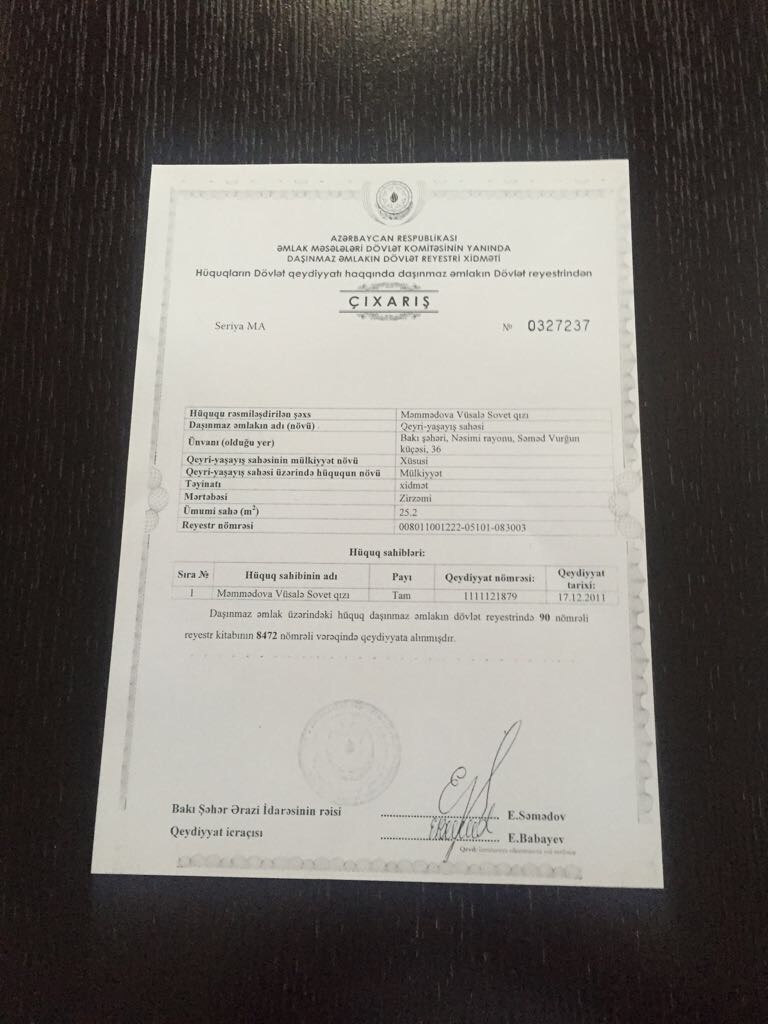 AZƏRBAYCAN RESPUBLİKASI
ƏMLAK MƏSƏLƏLƏRİ DÖVLƏT KOMİTƏSİNİN YANINDA
DAŞINMAZ ƏMLAKIN DÖVLƏT REYESTRİ XİDMƏTİ
Hüquqların Dövlət qeydiyyatı haqqında daşınmaz əmlakın Dövlət reyestrindən
ÇIXARIŞ
Seriya MA № 0327237
Hüququ rəsmiləşdirilən şəxs Məmmədova Vüsalə Sovet qızı
Daşınmaz əmlakın adı (növü) Qeyri-yaşayış sahəsi
Ünvanı (olduğu yer) Bakı şəhəri, Nəsimi rayonu, Səməd Vurğun
küçəsi, 36
Qeyri-yaşayış sahəsinin mülkiyyət növü Xüsusi
Qeyri-yaşayış sahəsi üzərində hüququn növü Mülkiyyət
Təyinatı xidmət
Mərtəbəsi Zirzəmi
Ümumi sahə (m²) 25.2
Reyestr nömrəsi 008011001222-05101-083003
Hüquq sahibləri:
Sıra № Hüquq sahibinin adı Payı Qeydiyyat nömrəsi: Qeydiyyat
tarixi:
1 Məmmədova Vüsalə Sovet qızı Tam 1111121879 17.12.2011
Daşınmaz əmlak üzərindəki hüquq daşınmaz əmlakın dövlət reyestrində 90 nömrəli
reyestr kitabının 8472 nömrəli vərəqində qeydiyyata alınmışdır.
Bakı Şəhər Ərazi İdarəsinin rəisi E.Səmədov
Qeydiyyat icraçısı E.Babayev